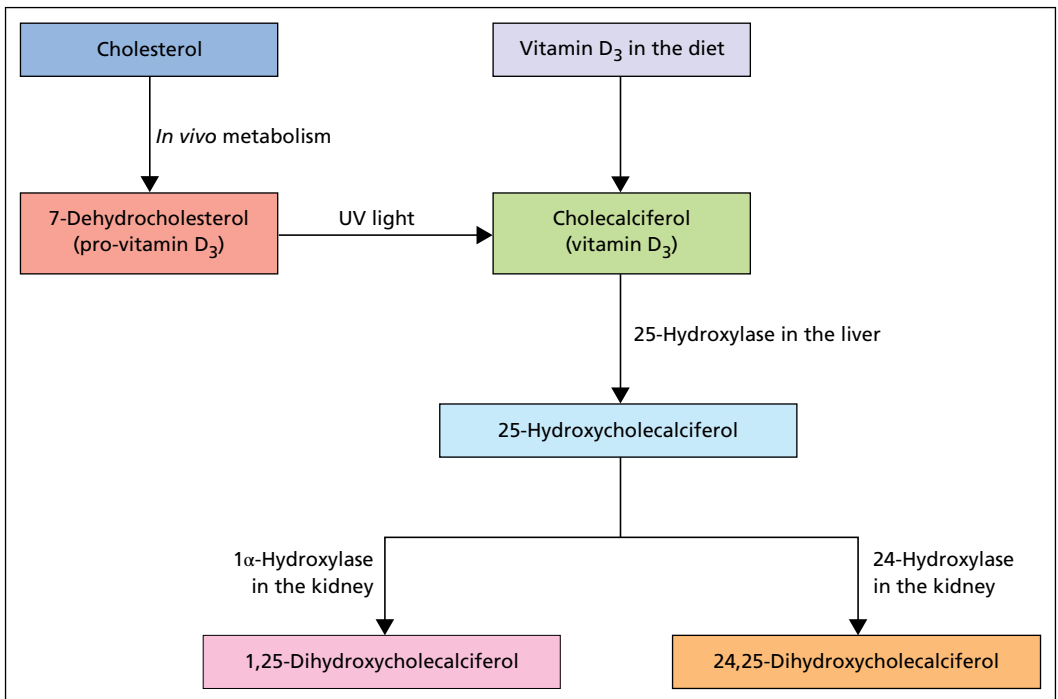 Cholesterol
Vitamin D₃ in the diet
In vivo metabolism
7-Dehydrocholesterol
(pro-vitamin D₃)
UV light
Cholecalciferol
(vitamin D₃)
25-Hydroxylase in the liver
25-Hydroxycholecalciferol
1α-Hydroxylase
in the kidney
24-Hydroxylase
in the kidney
1,25-Dihydroxycholecalciferol
24,25-Dihydroxycholecalciferol